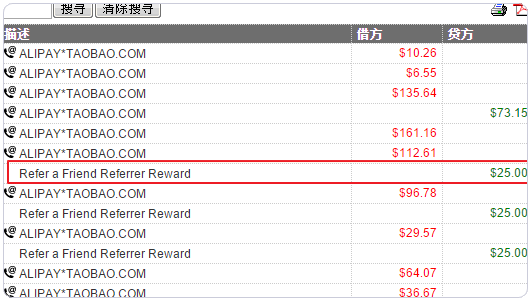 搜寻 清除搜寻
描述 借方 贷方
ALIPAY*TAOBAO.COM $10.26
ALIPAY*TAOBAO.COM $6.55
ALIPAY*TAOBAO.COM $135.64
ALIPAY*TAOBAO.COM $73.15
ALIPAY*TAOBAO.COM $161.16
ALIPAY*TAOBAO.COM $112.61
Refer a Friend Referrer Reward $25.00
ALIPAY*TAOBAO.COM $96.78
Refer a Friend Referrer Reward $25.00
ALIPAY*TAOBAO.COM $29.57
Refer a Friend Referrer Reward $25.00
ALIPAY*TAOBAO.COM $64.07
ALIPAY*TAOBAO.COM $36.67